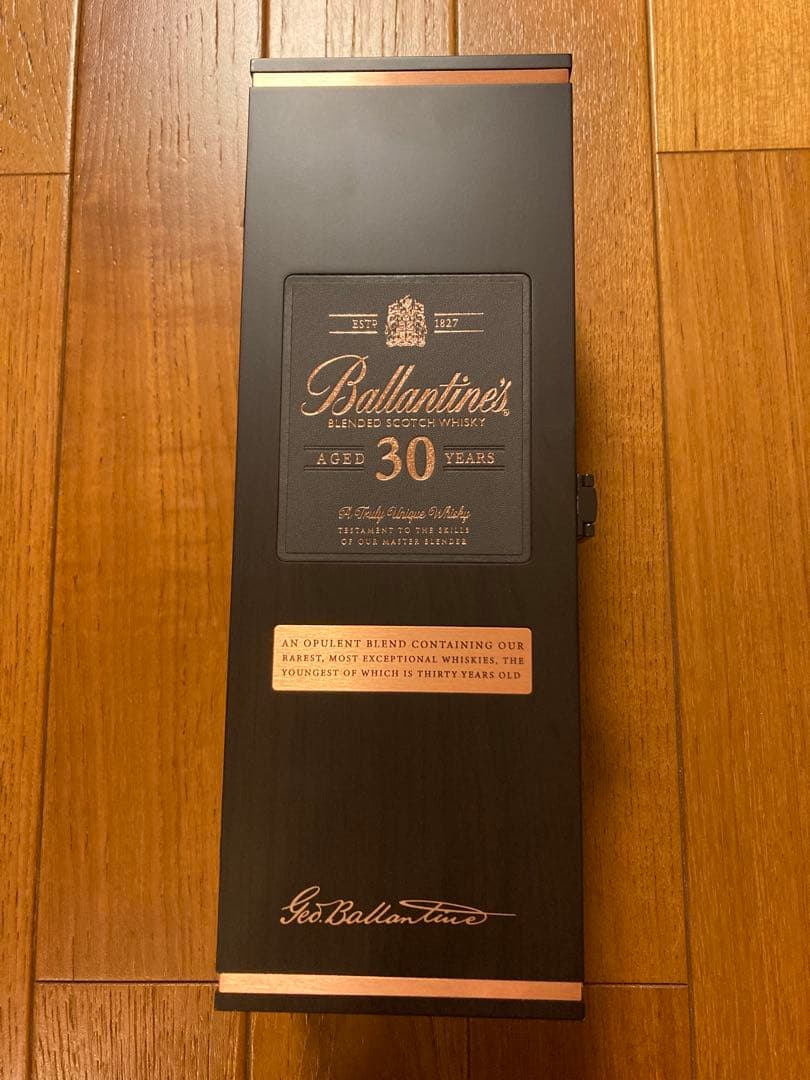 ESTD 1827
Ballantine's
BLENDED SCOTCH WHISKY
AGED 30 YEARS
A Truly Unique Whisky
TESTAMENT TO THE SKILLS
OF OUR MASTER BLENDER
AN OPULENT BLEND CONTAINING OUR
RAREST, MOST EXCEPTIONAL WHISKIES, THE
YOUNGEST OF WHICH IS THIRTY YEARS OLD
Geo. Ballantine